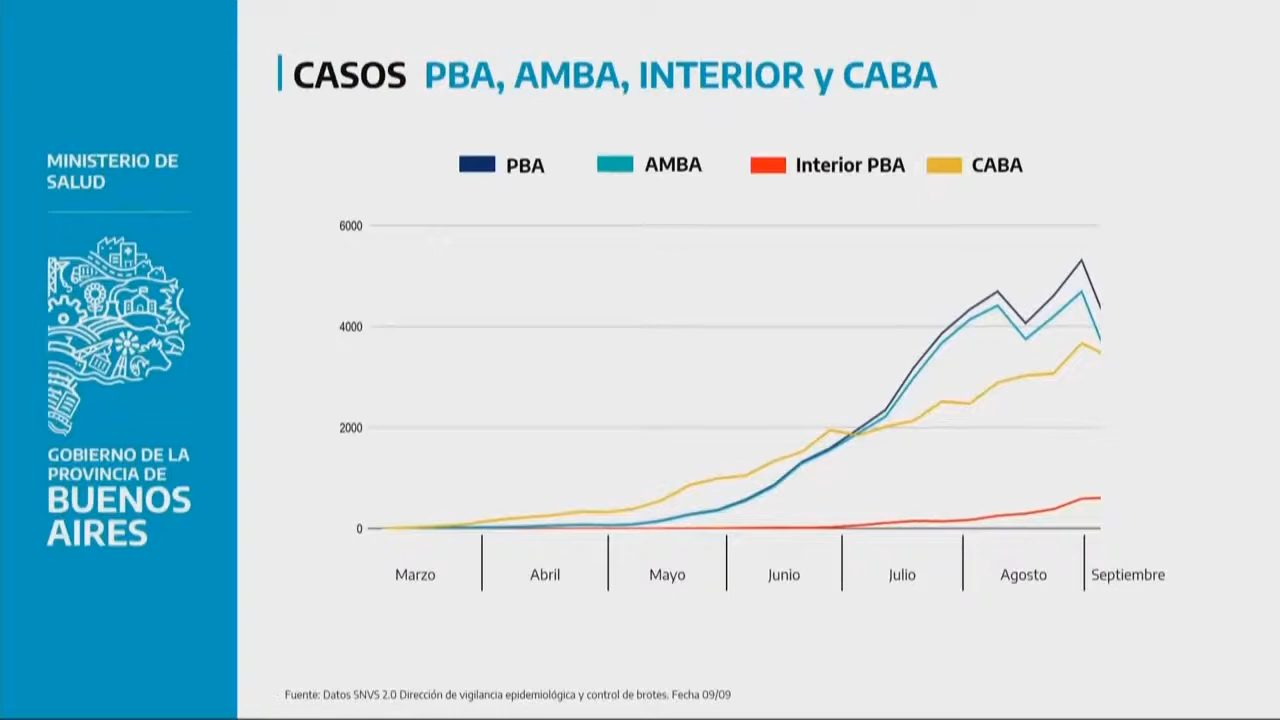 CASOS PBA, AMBA, INTERIOR y CABA
MINISTERIO DE
SALUD
GOBIERNO DE LA
PROVINCIA DE
BUENOS
AIRES
PBA AMBA Interior PBA CABA
6000
4000
2000
0
Marzo Abril Mayo Junio Julio Agosto Septiembre
Fuente: Datos SNVS 2.0 Dirección de vigilancia epidemiológica y control de brotes. Fecha 09/09